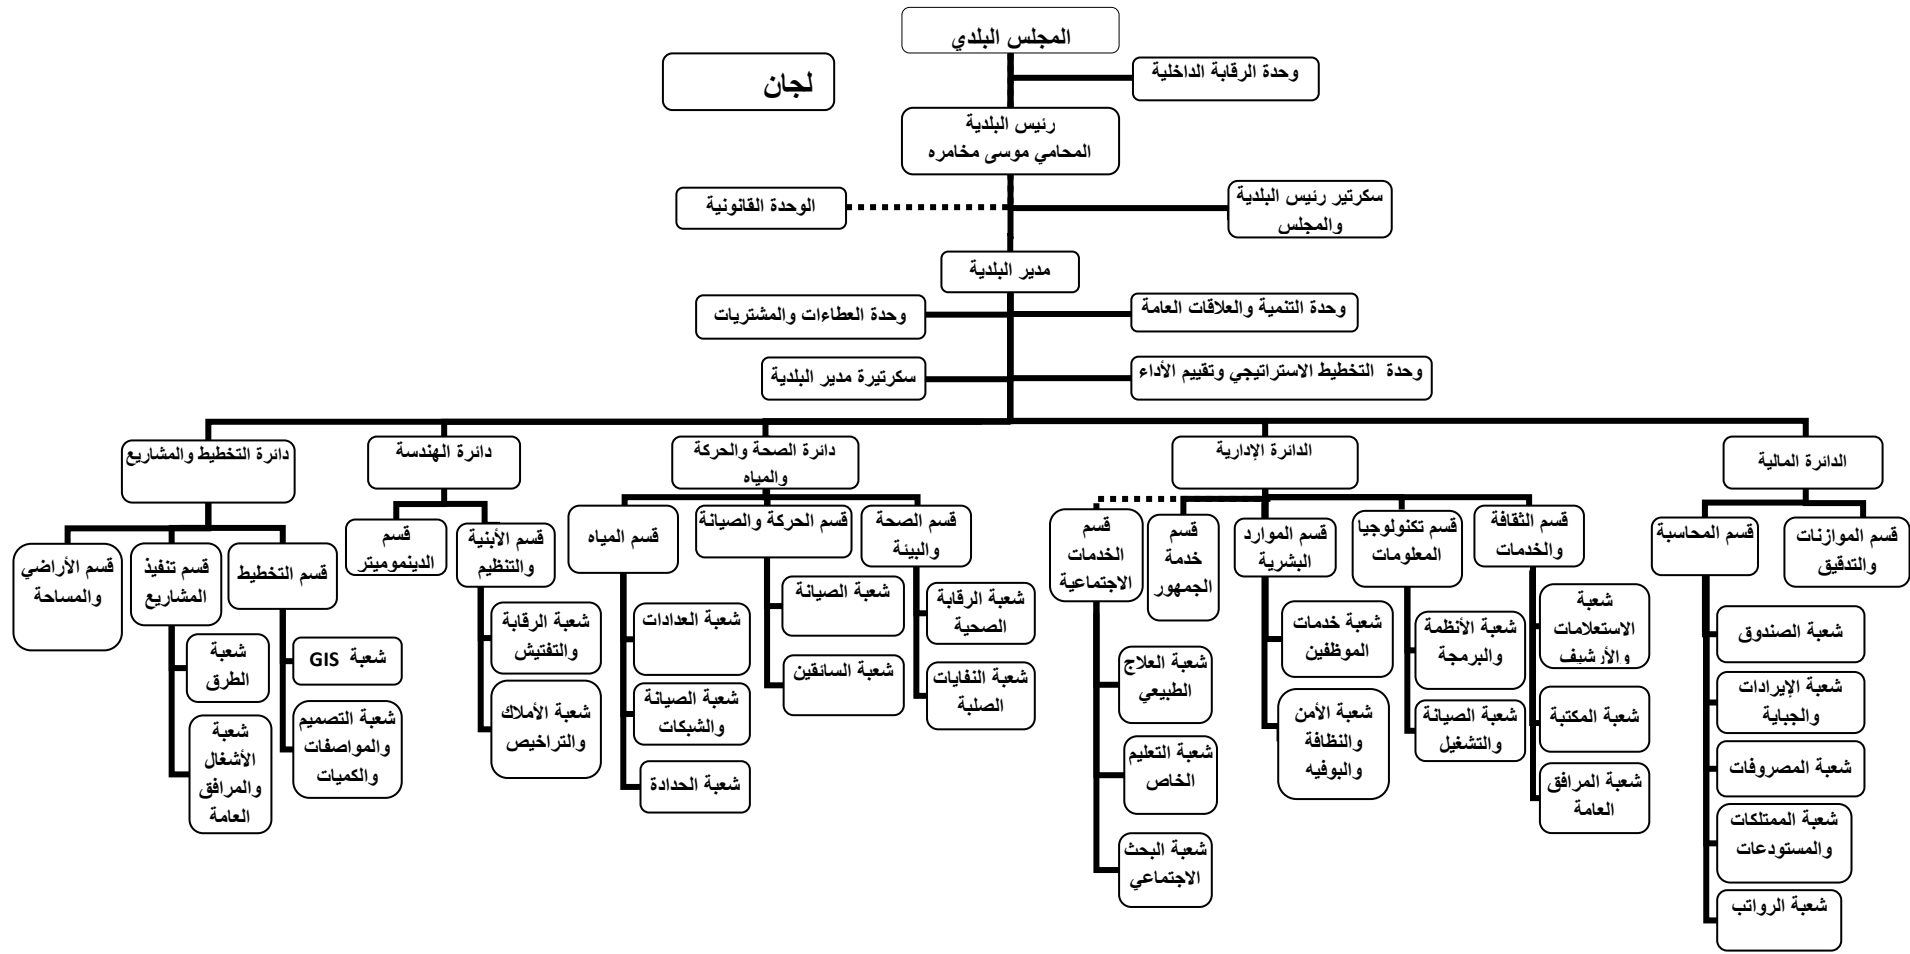 المجلس البلدي
وحدة الرقابة الداخلية
لجان
رئيس البلدية
المحامي موسى مخامره
سكرتير رئيس البلدية
والمجلس
الوحدة القانونية
مدير البلدية
وحدة التنمية والعلاقات العامة
وحدة العطاءات والمشتريات
وحدة التخطيط الاستراتيجي وتقييم الأداء
سكرتيرة مدير البلدية
الدائرة المالية
الدائرة الإدارية
دائرة الصحة والحركة
والمياه
دائرة الهندسة
دائرة التخطيط والمشاريع
قسم الموازنات
والتدقيق
قسم المحاسبة
شعبة الصندوق
شعبة الإيرادات
والجباية
شعبة المصروفات
شعبة الممتلكات
والمستودعات
شعبة الرواتب
قسم الثقافة
والخدمات
شعبة
الاستعلامات
والأرشيف
شعبة المكتبة
شعبة المرافق
العامة
قسم تكنولوجيا
المعلومات
شعبة الأنظمة
والبرمجة
شعبة الصيانة
والتشغيل
قسم الموارد
البشرية
شعبة خدمات
الموظفين
شعبة الأمن
والنظافة
والبوفيه
قسم
خدمة
الجمهور
قسم
الخدمات
الاجتماعية
شعبة العلاج
الطبيعي
شعبة التعليم
الخاص
شعبة البحث
الاجتماعي
قسم الصحة
والبيئة
شعبة الرقابة
الصحية
شعبة النفايات
الصلبة
قسم الحركة والصيانة
شعبة الصيانة
شعبة السائقين
قسم المياه
شعبة العدادات
شعبة الصيانة
والشبكات
شعبة الحدادة
قسم الأبنية
والتنظيم
شعبة الرقابة
والتفتيش
شعبة الأملاك
والتراخيص
قسم
الدينموميتر
قسم التخطيط
شعبة GIS
شعبة التصميم
والمواصفات
والكميات
قسم تنفيذ
المشاريع
شعبة
الطرق
شعبة
الأشغال
والمرافق
العامة
قسم الأراضي
والمساحة